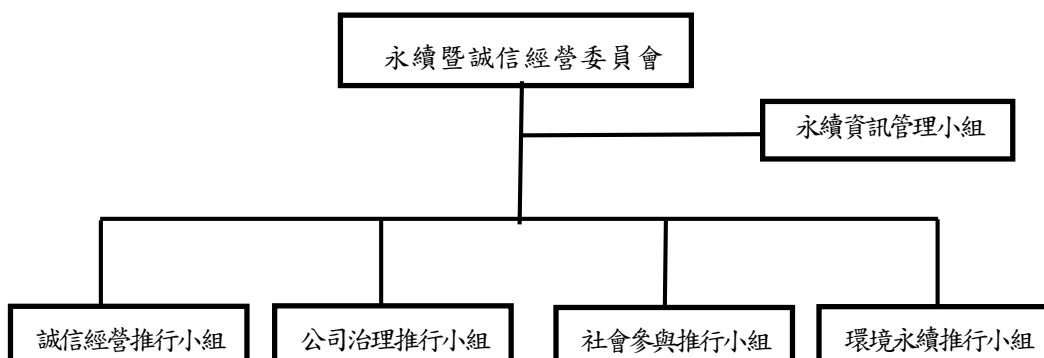 永續暨誠信經營委員會
永續資訊管理小組
誠信經營推行小組
公司治理推行小組
社會參與推行小組
環境永續推行小組